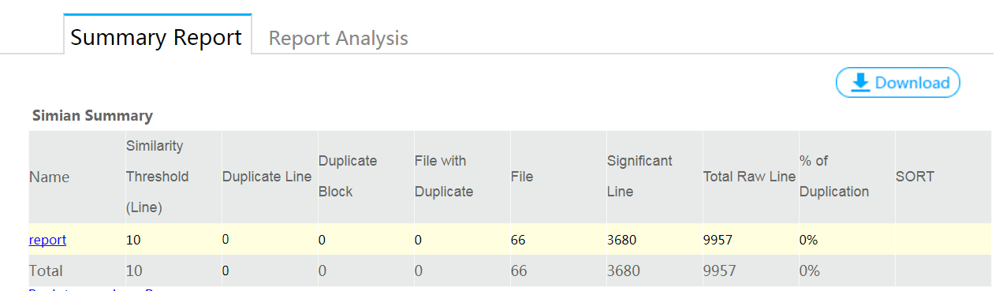 Summary Report Report Analysis
Download
Simian Summary
Name Similarity Threshold (Line) Duplicate Line Duplicate Block File with Duplicate File Significant Line Total Raw Line % of Duplication SORT
report 10 0 0 0 66 3680 9957 0%
Total 10 0 0 0 66 3680 9957 0%